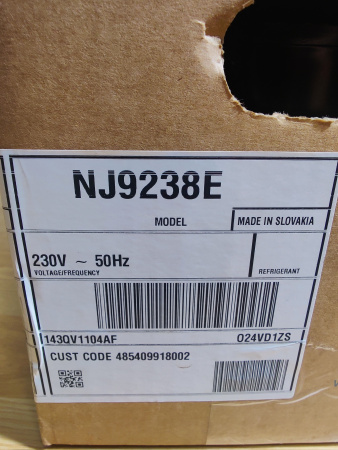 NJ9238E
MODEL
MADE IN SLOVAKIA
230V ~ 50Hz
VOLTAGE/FREQUENCY
REFRIGERANT
143QV1104AF
024VD1ZS
CUST CODE 485409918002